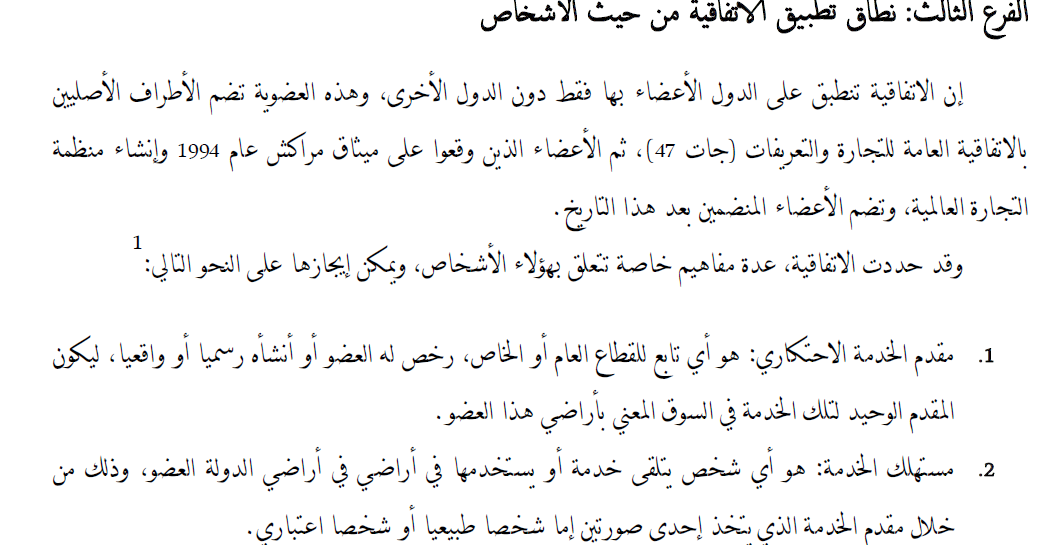 الفرع الثالث: نطاق تطبيق الاتفاقية من حيث الأشخاص
إن الاتفاقية تنطبق على الدول الأعضاء بها فقط دون الدول الأخرى، وهذه العضوية تضم الأطراف الأصليين
بالاتفاقية العامة للتجارة والتعريفات (جات 47)، ثم الأعضاء الذين وقعوا على ميثاق مراكش عام 1994 وإنشاء منظمة
التجارة العالمية، وتضم الأعضاء المنضمين بعد هذا التاريخ.
وقد حددت الاتفاقية، عدة مفاهيم خاصة تتعلق بهؤلاء الأشخاص، ويمكن إيجازها على النحو التالي:1
1. مقدم الخدمة الاحتكاري: هو أي تابع للقطاع العام أو الخاص، رخص له العضو أو أنشأه رسميا أو واقعيا، ليكون
المقدم الوحيد لتلك الخدمة في السوق المعني بأراضي هذا العضو.
2. مستهلك الخدمة: هو أي شخص يتلقى خدمة أو يستخدمها في أراضي في أراضي الدولة العضو، وذلك من
خلال مقدم الخدمة الذي يتخذ إحدى صورتين إما شخصا طبيعيا أو شخصا اعتباري.